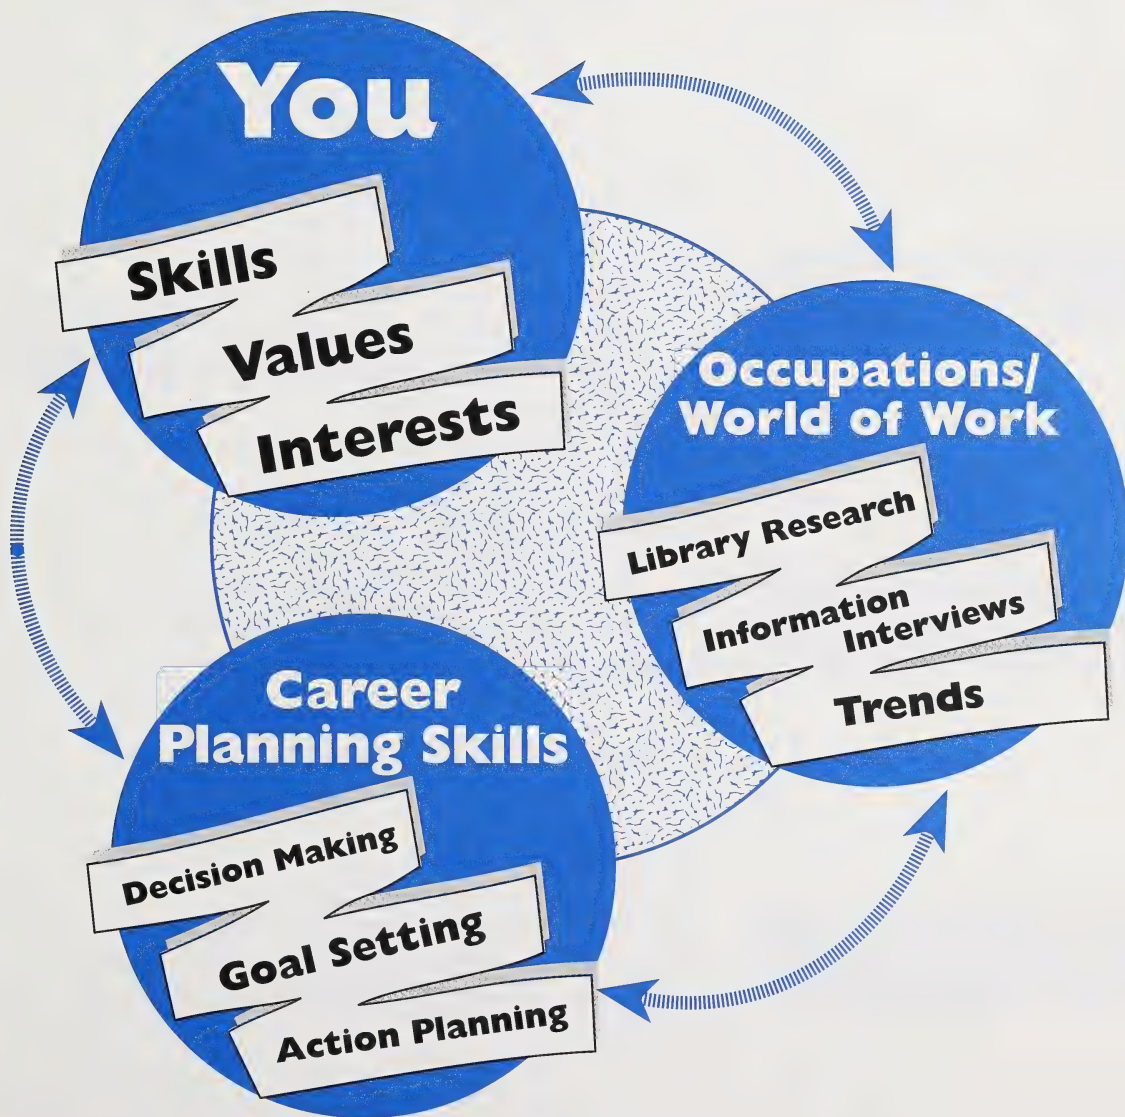 You
Skills
Values
Interests
Occupations/
World of Work
Library Research
Information
Interviews
Trends
Career
Planning Skills
Decision Making
Goal Setting
Action Planning